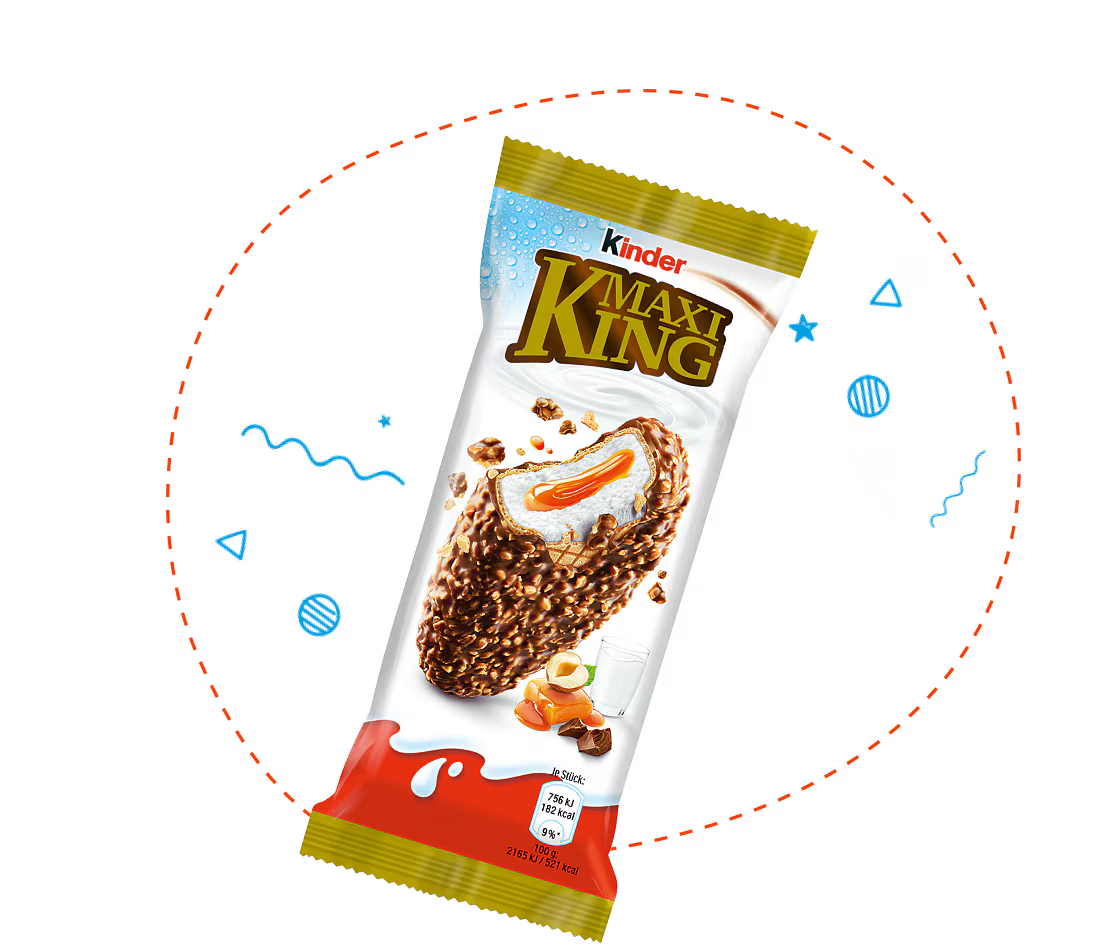 Kinder
MAXI
KING
Je Stück:
756 kJ
182 kcal
9%*
100 g:
2165 kJ / 521 kcal